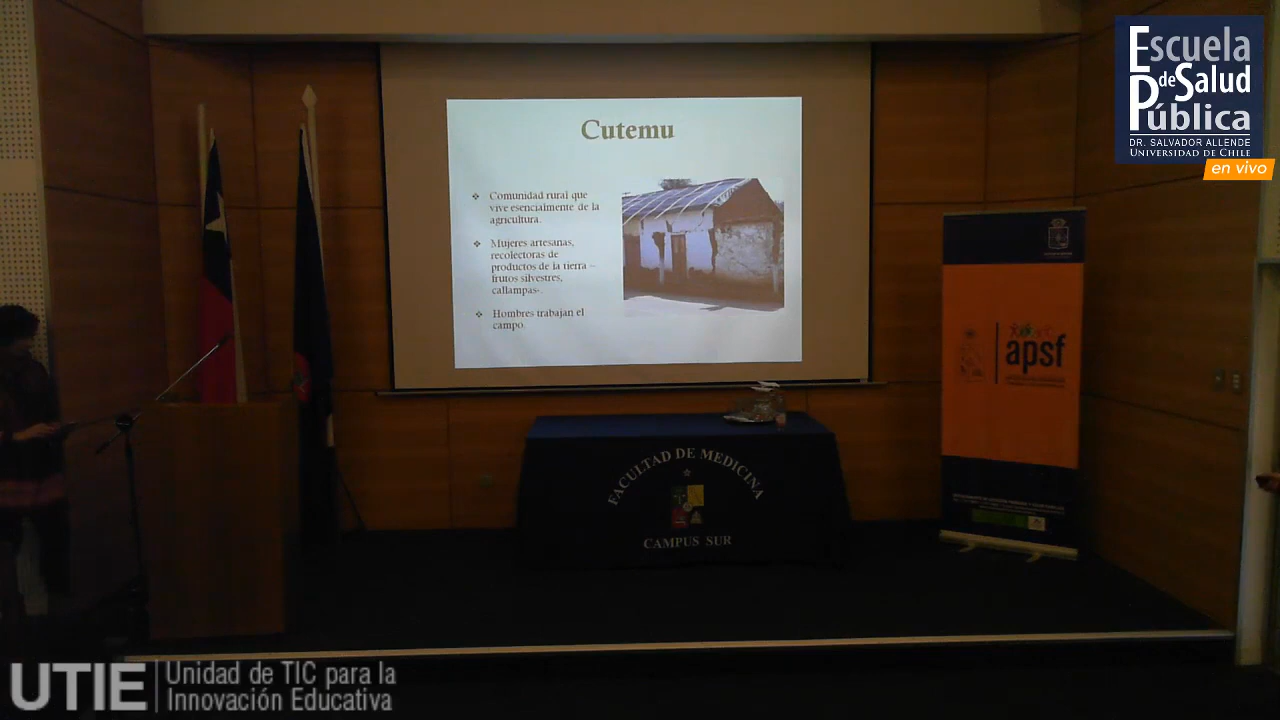 Cutemu
❖ Comunidad rural que
vive esencialmente de la
agricultura.
❖ Mujeres artesanas,
recolectoras de
productos de la tierra –
frutos silvestres,
callampas-.
❖ Hombres trabajan el
campo.
Escuela
de Salud
Pública
DR. SALVADOR ALLENDE
UNIVERSIDAD DE CHILE
en vivo
apsf
FACULTAD DE MEDICINA
CAMPUS SUR
UTIE
Unidad de TIC para la
Innovación Educativa